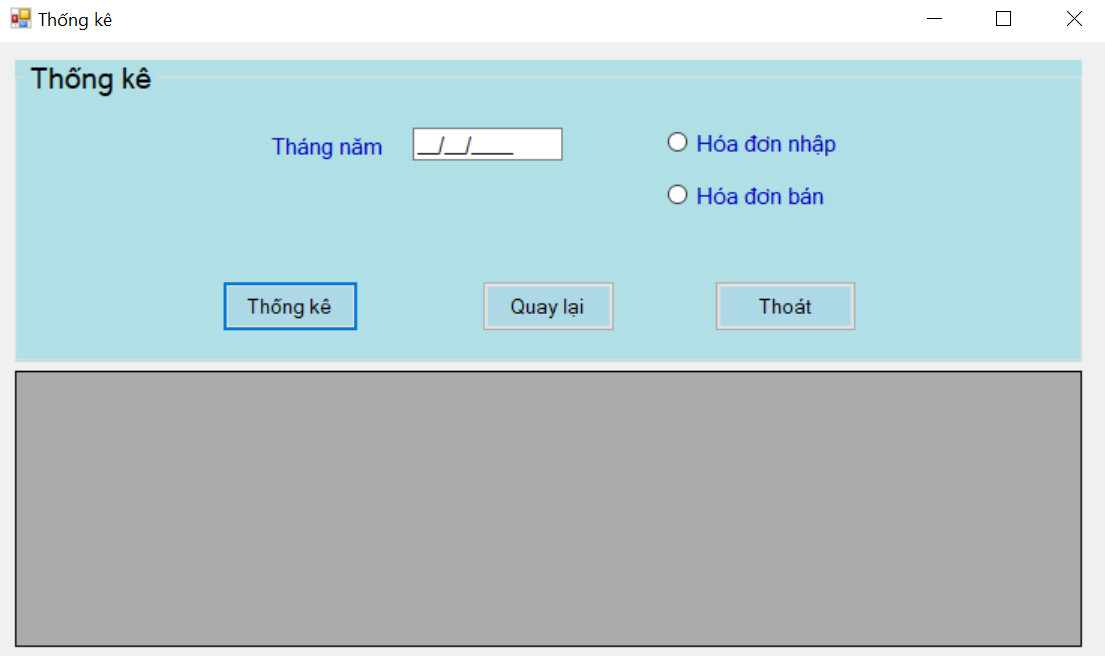 Thống kê
Thống kê
Tháng năm __/__/____
Hóa đơn nhập
Hóa đơn bán
Thống kê
Quay lại
Thoát